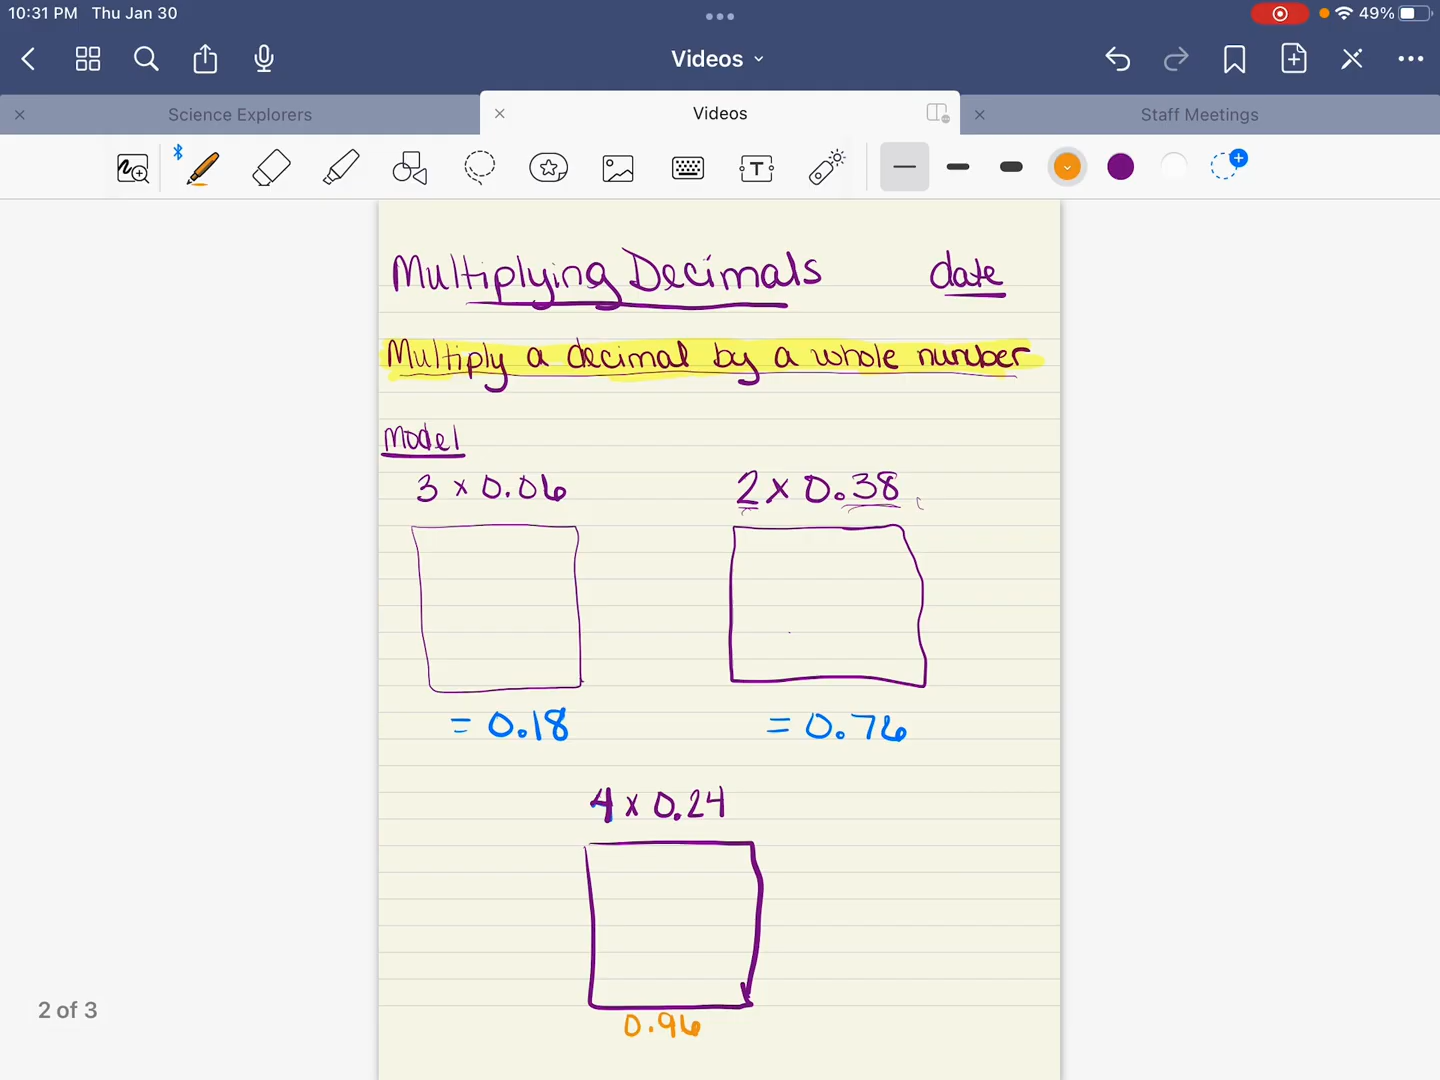 10:31 PM Thu Jan 30 49%
Videos
Science Explorers Videos Staff Meetings
Multiplying Decimals date
Multiply a decimal by a whole number
Model
3 x 0.06 2 x 0.38
= 0.18 = 0.76
4 x 0.24
0.96
2 of 3